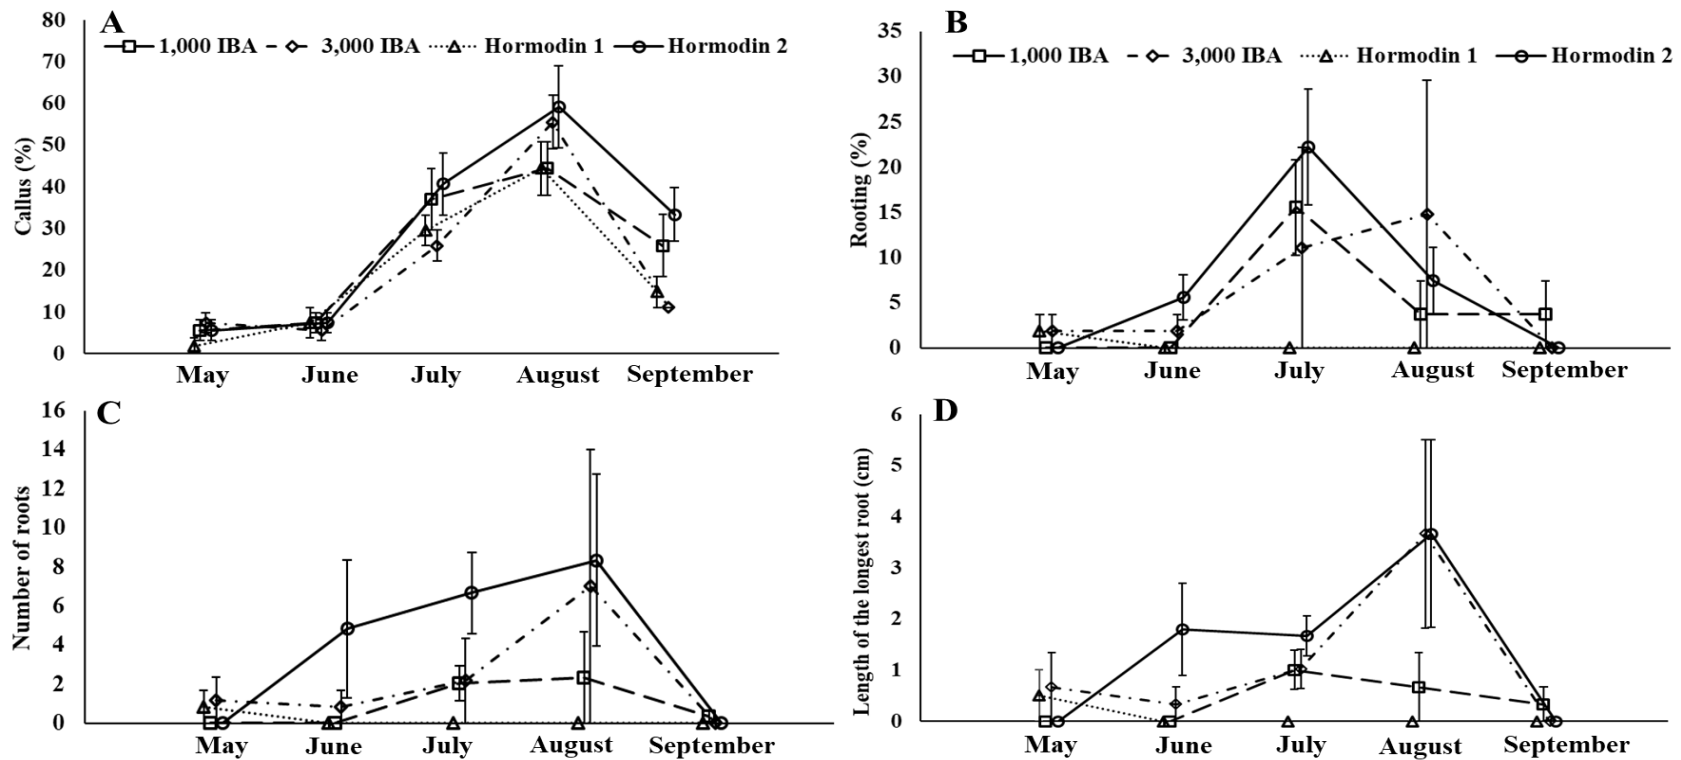 A
80
70
60
50
40
30
20
10
0
Callus (%)
1,000 IBA 3,000 IBA Hormodin 1 Hormodin 2
May June July August September
B
35
30
25
20
15
10
5
0
Rooting (%)
1,000 IBA 3,000 IBA Hormodin 1 Hormodin 2
May June July August September
C
16
14
12
10
8
6
4
2
0
Number of roots
May June July August September
D
6
5
4
3
2
1
0
Length of the longest root (cm)
May June July August September